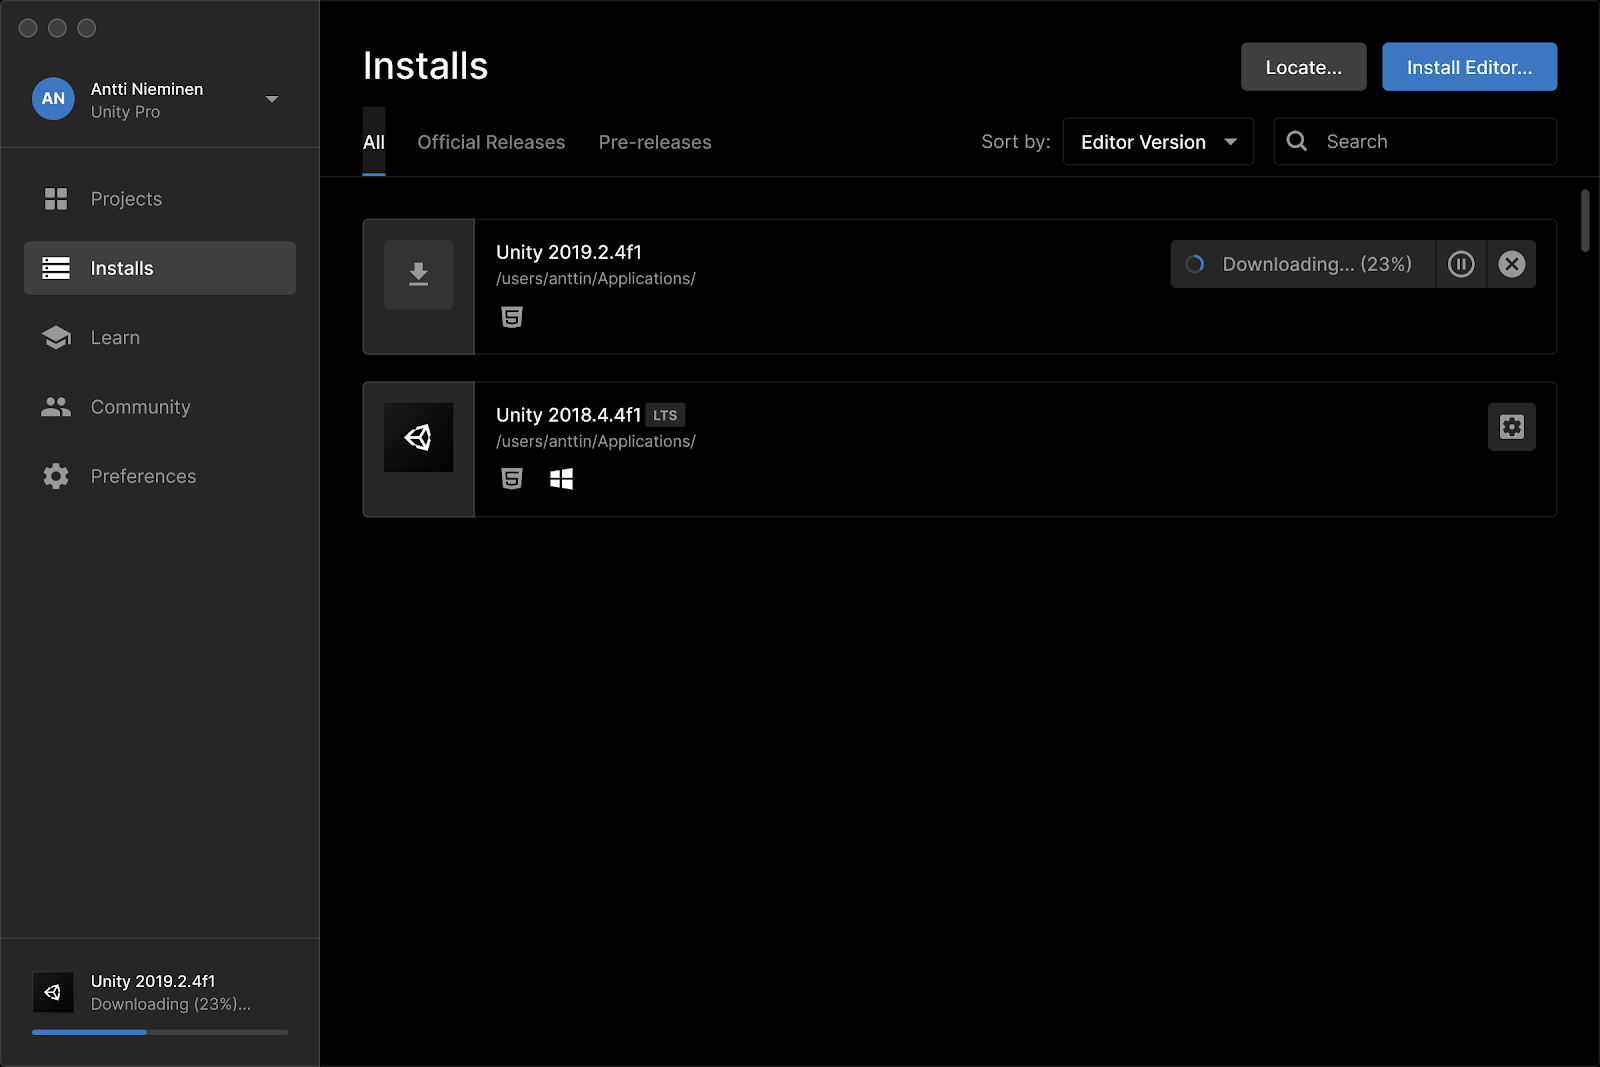 AN
Antti Nieminen
Unity Pro
Projects
Installs
Learn
Community
Preferences
Unity 2019.2.4f1
Downloading (23%)...
Installs
Locate...
Install Editor...
All
Official Releases
Pre-releases
Sort by:
Editor Version
Search
Unity 2019.2.4f1
/users/anttin/Applications/
Downloading... (23%)
Unity 2018.4.4f1 LTS
/users/anttin/Applications/